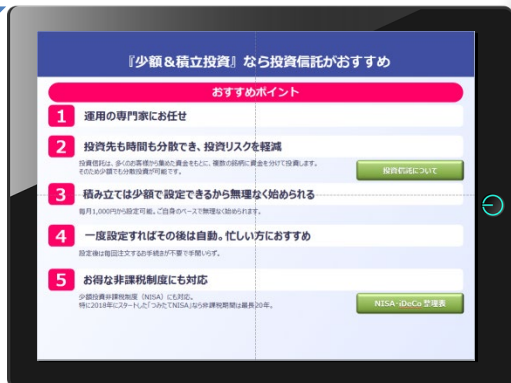 『少額＆積立投資』なら投資信託がおすすめ
おすすめポイント
1 運用の専門家にお任せ
2 投資先も時間も分散でき、投資リスクを軽減
投資信託は、多くのお客様から集めた資金をもとに、複数の銘柄に資金を分けて投資します。
そのため少額でも分散投資が可能です。
投資信託について
3 積み立ては少額で設定できるから無理なく始められる
毎月1,000円から設定可能。ご自身のペースで無理なく始められます。
4 一度設定すればその後は自動。忙しい方におすすめ
設定後は毎回注文するお手続きが不要で手間いらず。
5 お得な非課税制度にも対応
少額投資非課税制度（NISA）にも対応。
特に2018年にスタートした「つみたてNISA」なら非課税期間は最長20年。
NISA・iDeCo 整理表